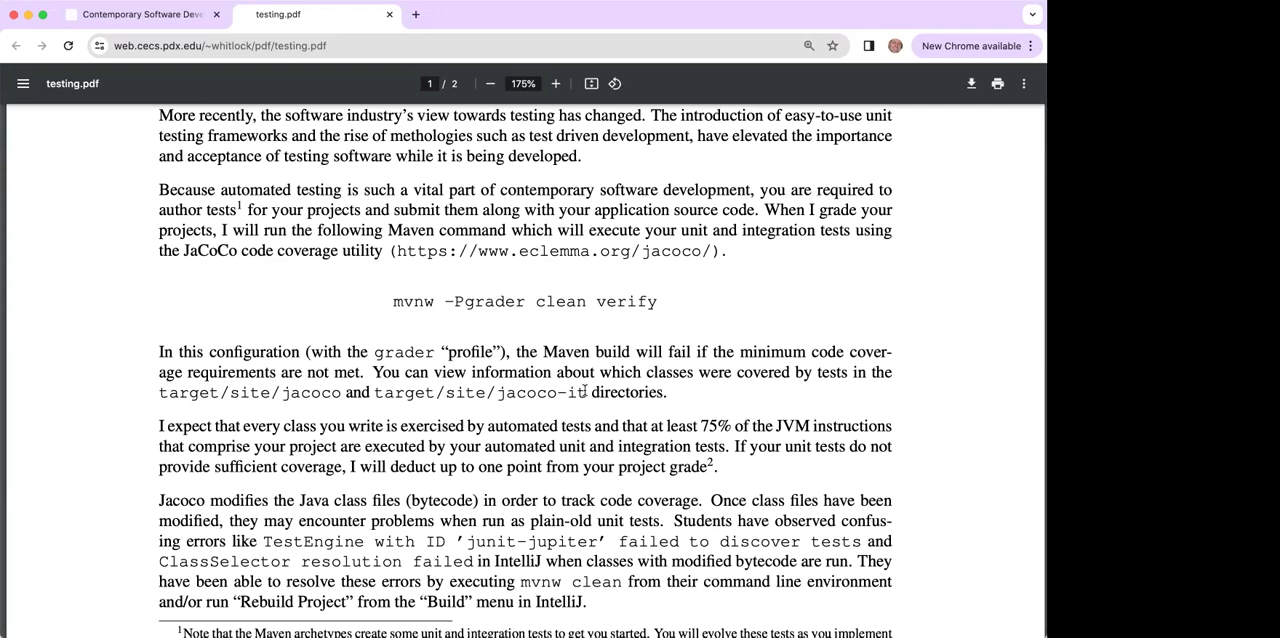 Contemporary Software Deve
testing.pdf
web.cecs.pdx.edu/~whitlock/pdf/testing.pdf
New Chrome available
testing.pdf
1 / 2
175%
More recently, the software industry's view towards testing has changed. The introduction of easy-to-use unit
testing frameworks and the rise of methologies such as test driven development, have elevated the importance
and acceptance of testing software while it is being developed.
Because automated testing is such a vital part of contemporary software development, you are required to
author tests1 for your projects and submit them along with your application source code. When I grade your
projects, I will run the following Maven command which will execute your unit and integration tests using
the JaCoCo code coverage utility (https://www.eclemma.org/jacoco/).
mvnw -Pgrader clean verify
In this configuration (with the grader “profile”), the Maven build will fail if the minimum code cover-
age requirements are not met. You can view information about which classes were covered by tests in the
target/site/jacoco and target/site/jacoco-it directories.
I expect that every class you write is exercised by automated tests and that at least 75% of the JVM instructions
that comprise your project are executed by your automated unit and integration tests. If your unit tests do not
provide sufficient coverage, I will deduct up to one point from your project grade2.
Jacoco modifies the Java class files (bytecode) in order to track code coverage. Once class files have been
modified, they may encounter problems when run as plain-old unit tests. Students have observed confus-
ing errors like TestEngine with ID 'junit-jupiter' failed to discover tests and
ClassSelector resolution failed in IntelliJ when classes with modified bytecode are run. They
have been able to resolve these errors by executing mvnw clean from their command line environment
and/or run “Rebuild Project” from the “Build” menu in IntelliJ.
1Note that the Maven archetypes create some unit and integration tests to get you started. You will evolve these tests as you implement